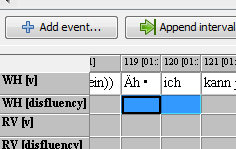 Add event... Append interval
119 [01: 120 [01: 121 [01:
WH [v] ein)) Äh • ich kann
WH [disfluency]
RV [v]
RV [disfluency]